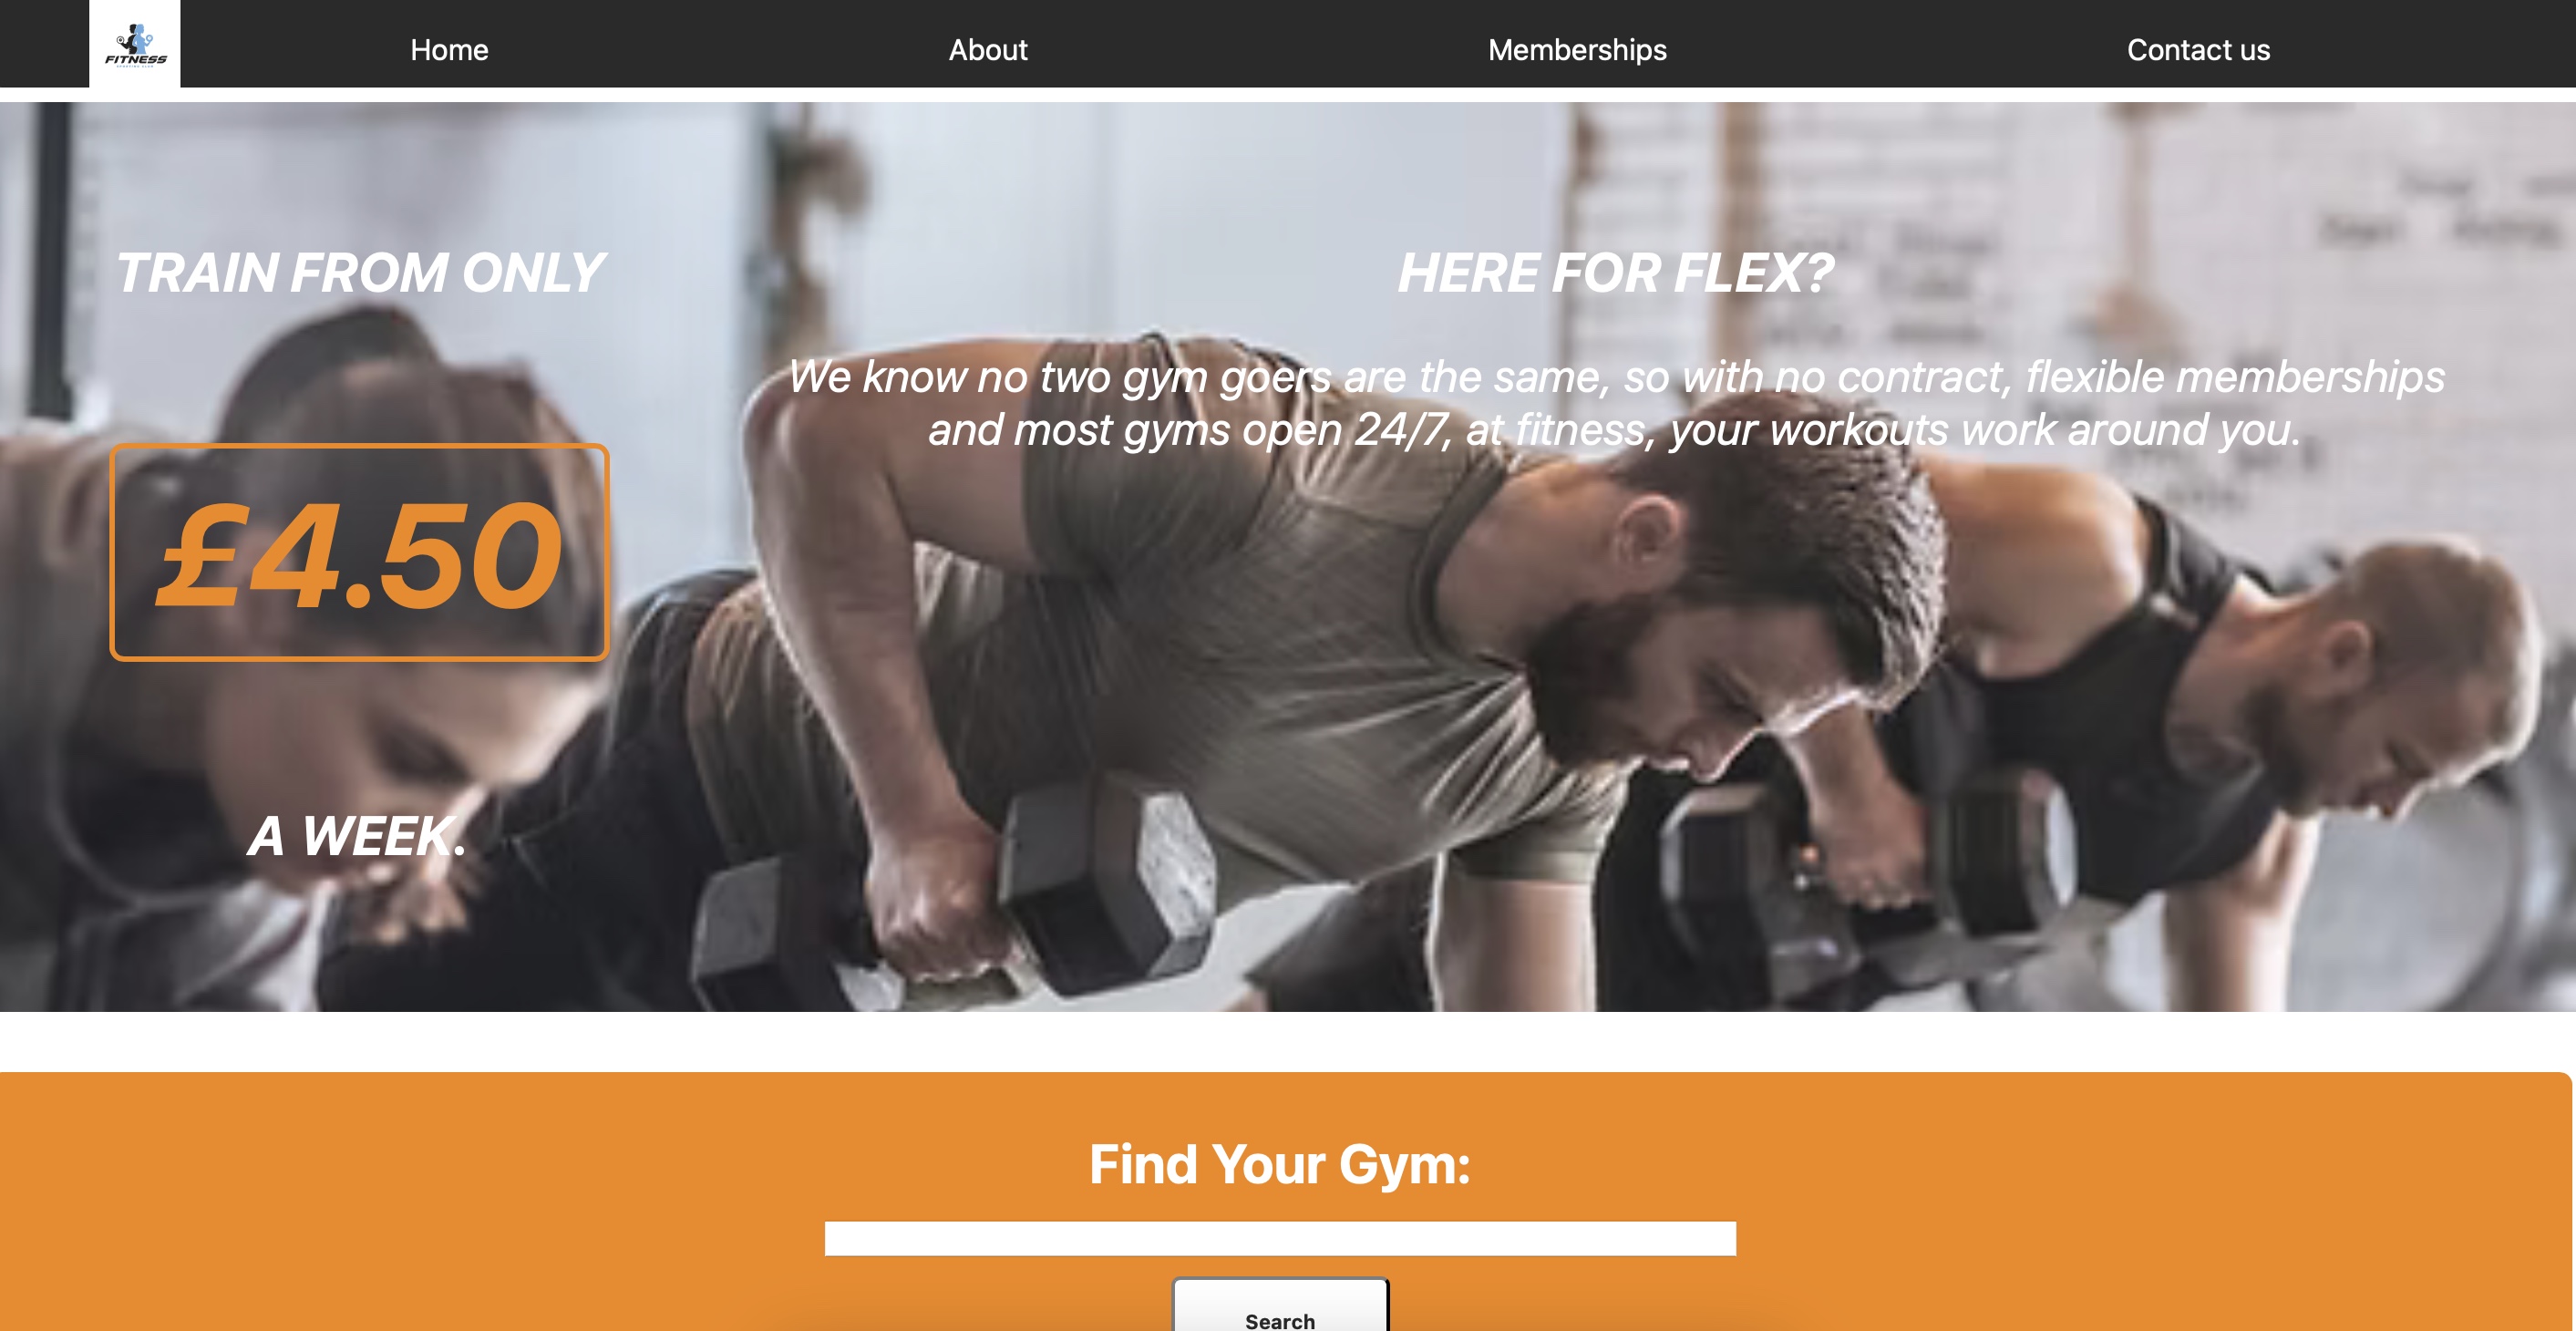 FITNESS
Home
About
Memberships
Contact us
TRAIN FROM ONLY
£4.50
A WEEK.
HERE FOR FLEX?
We know no two gym goers are the same, so with no contract, flexible memberships
and most gyms open 24/7, at fitness, your workouts work around you.
Find Your Gym:
Search